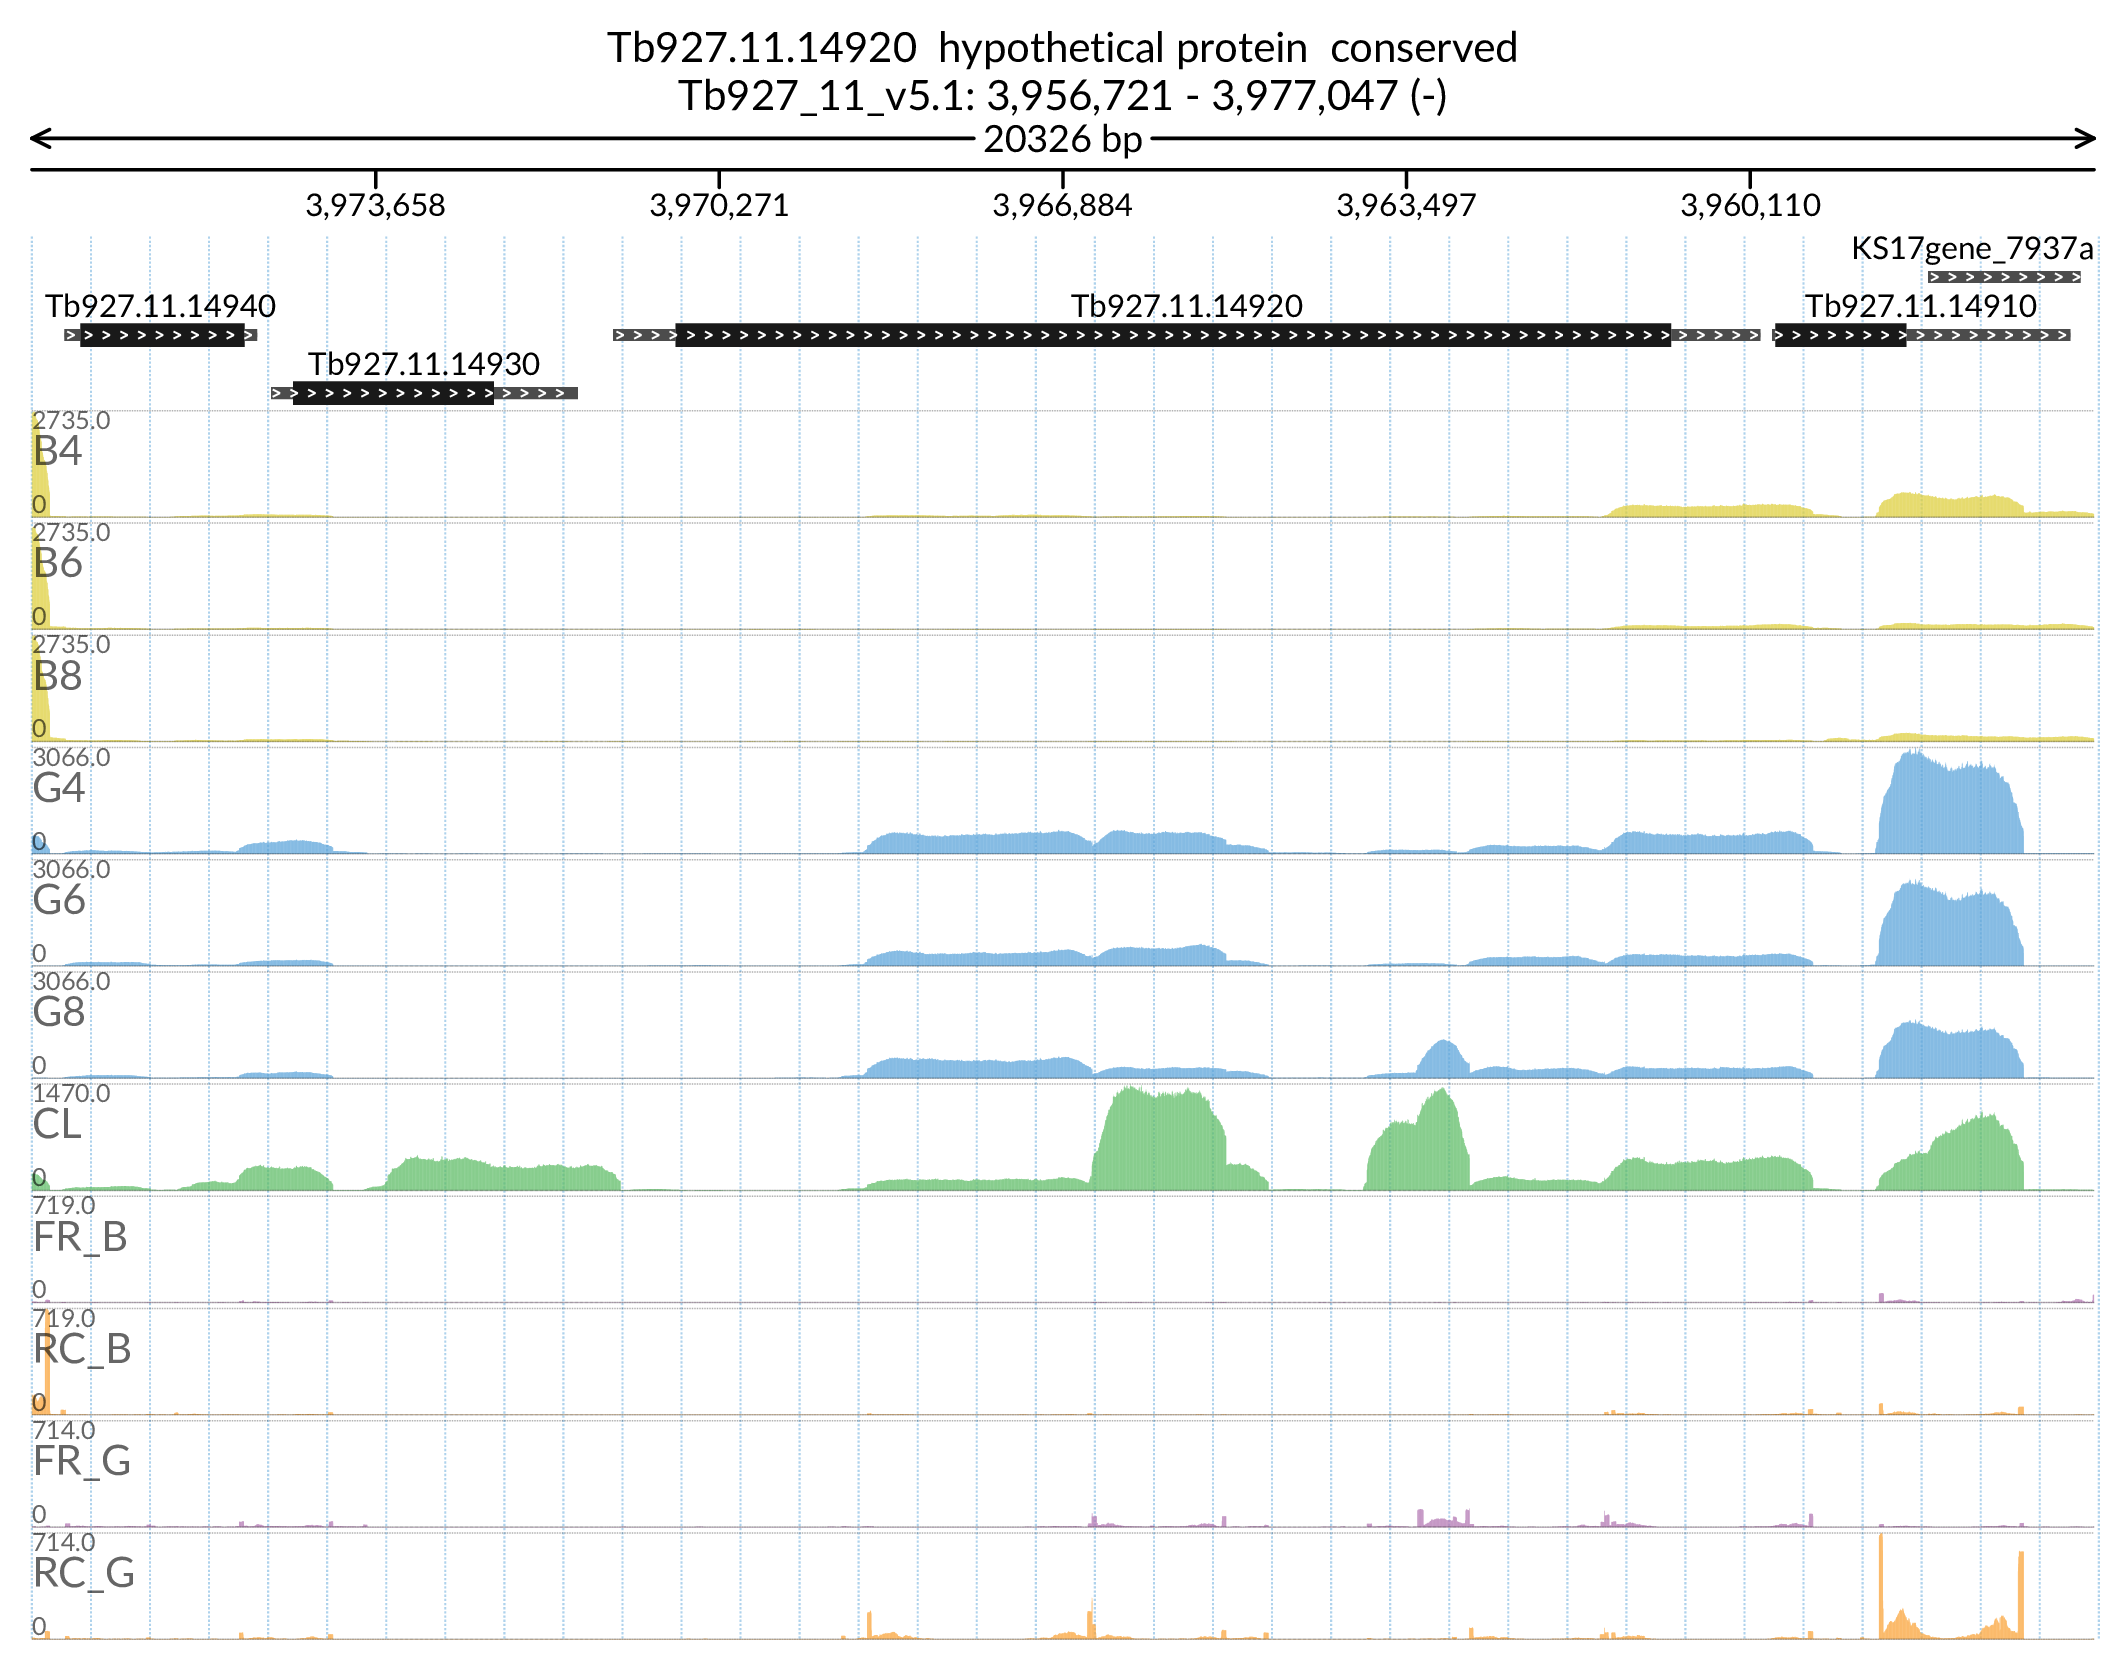 Tb927.11.14920  hypothetical protein  conserved
Tb927_11_v5.1: 3,956,721 - 3,977,047 (-)
20326 bp
3,973,658 3,970,271 3,966,884 3,963,497 3,960,110
KS17gene_7937a
Tb927.11.14940 Tb927.11.14920 Tb927.11.14910
Tb927.11.14930
2735.0
B4
0
2735.0
B6
0
2735.0
B8
0
3066.0
G4
0
3066.0
G6
0
3066.0
G8
0
1470.0
CL
0
719.0
FR_B
0
719.0
RC_B
0
714.0
FR_G
0
714.0
RC_G
0